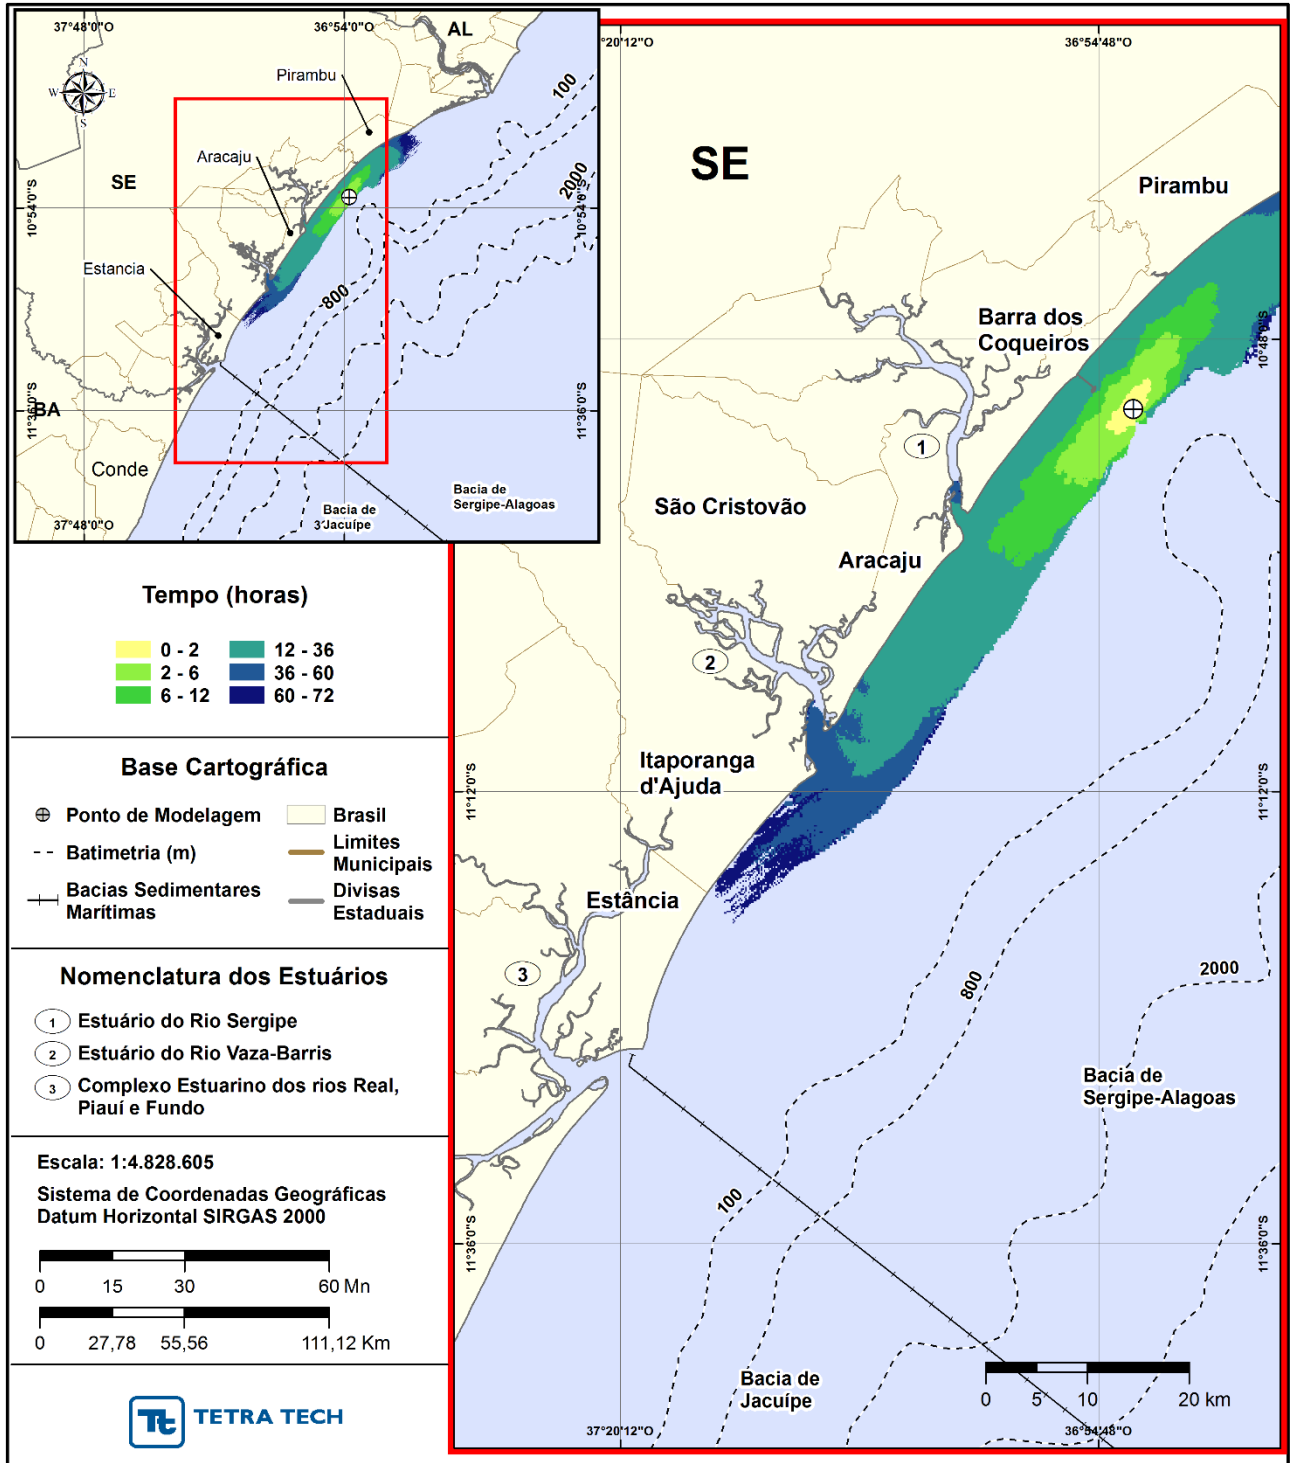 37°48'0"O
36°54'0"O
AL
N
W
E
S
Pirambu
100
Aracaju
2000
SE
10°54'0"S
10°54'0"S
Estancia
800
11°36'0"S
11°36'0"S
BA
Conde
Bacia de
Sergipe-Alagoas
Bacia de
Jacuípe
37°48'0"O
°20'12"O
36°54'48"O
SE
Pirambu
Barra dos
Coqueiros
10°48'0"S
1
São Cristovão
Aracaju
2
Itaporanga
d'Ajuda
11°12'0"S
11°12'0"S
Estância
3
800
2000
Bacia de
Sergipe-Alagoas
100
11°36'0"S
11°36'0"S
Bacia de
Jacuípe
0 5 10 20 km
37°20'12"O
36°54'48"O
Tempo (horas)
0 - 2
12 - 36
2 - 6
36 - 60
6 - 12
60 - 72
Base Cartográfica
Ponto de Modelagem
Brasil
Batimetria (m)
Limites
Municipais
Bacias Sedimentares
Marítimas
Divisas
Estaduais
Nomenclatura dos Estuários
1 Estuário do Rio Sergipe
2 Estuário do Rio Vaza-Barris
3 Complexo Estuarino dos rios Real,
Piauí e Fundo
Escala: 1:4.828.605
Sistema de Coordenadas Geográficas
Datum Horizontal SIRGAS 2000
0 15 30 60 Mn
0 27,78 55,56 111,12 Km
Tt TETRA TECH